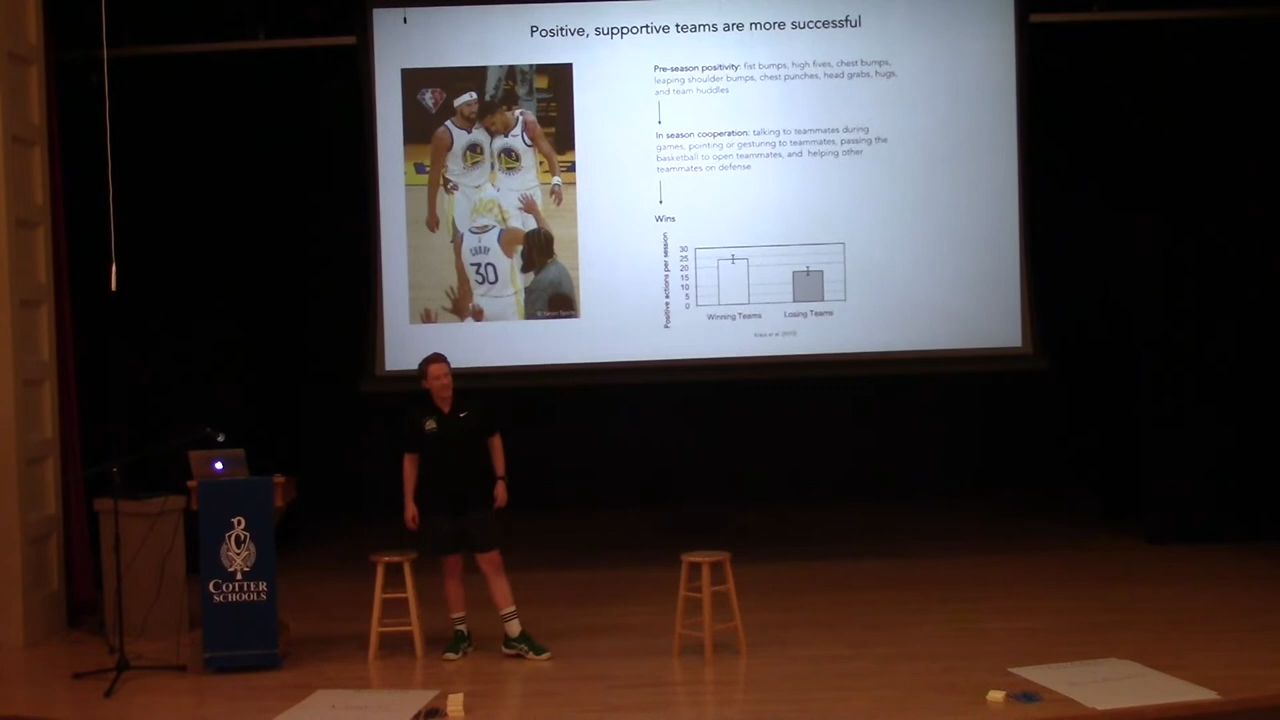 Positive, supportive teams are more successful
Pre-season positivity: fist bumps, high fives, chest bumps,
leaping shoulder bumps, chest punches, head grabs, hugs,
and team huddles
In season cooperation: talking to teammates during
games, pointing or gesturing to teammates, passing the
basketball to open teammates, and helping other
teammates on defense
Wins
Positive actions per session
30
25
20
15
10
5
0
Winning Teams
Losing Teams
CURRY
30
COTTER
SCHOOLS